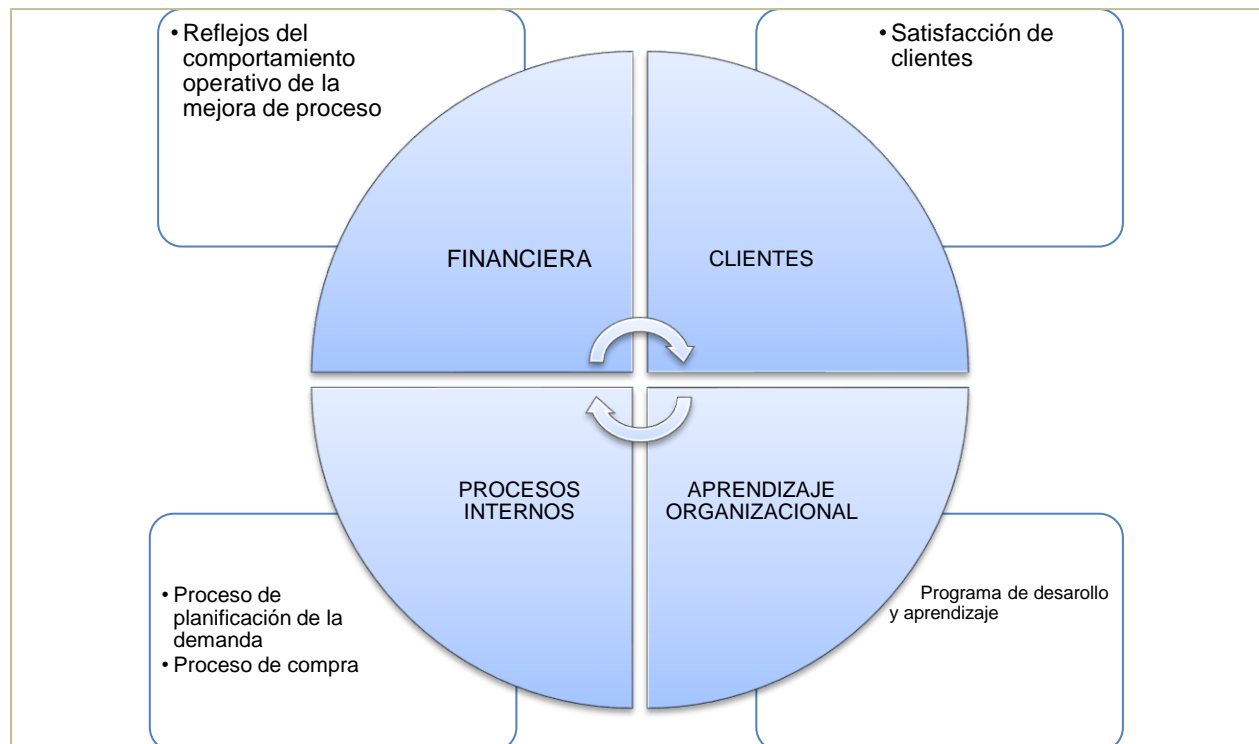 • Reflejos del
comportamiento
operativo de la
mejora de proceso
• Satisfacción de
clientes
FINANCIERA
CLIENTES
PROCESOS
INTERNOS
APRENDIZAJE
ORGANIZACIONAL
• Proceso de
planificación de la
demanda
• Proceso de compra
Programa de desarollo
y aprendizaje